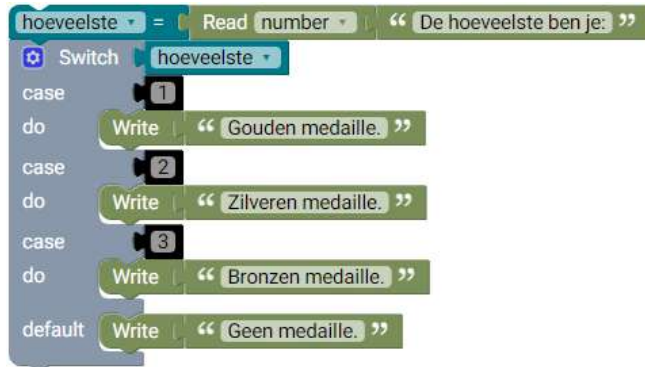 hoeveelste = Read number “ De hoeveelste ben je: ”
Switch hoeveelste
case 1
do Write “ Gouden medaille. ”
case 2
do Write “ Zilveren medaille. ”
case 3
do Write “ Bronzen medaille. ”
default Write “ Geen medaille. ”